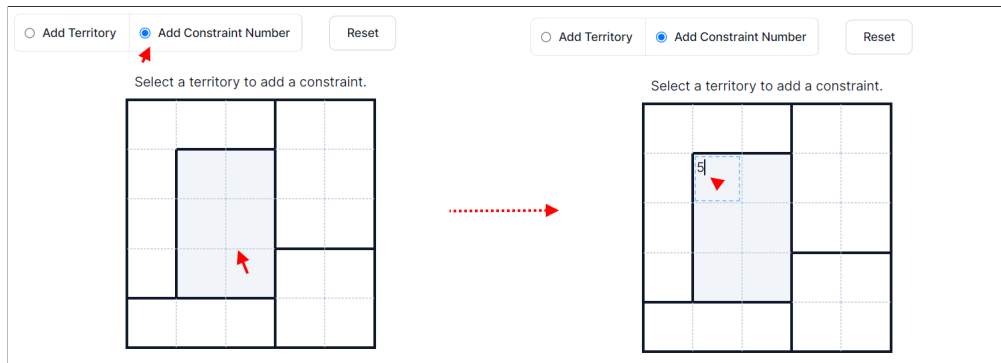 Add Territory
Add Constraint Number
Reset
Select a territory to add a constraint.
Add Territory
Add Constraint Number
Reset
Select a territory to add a constraint.
5